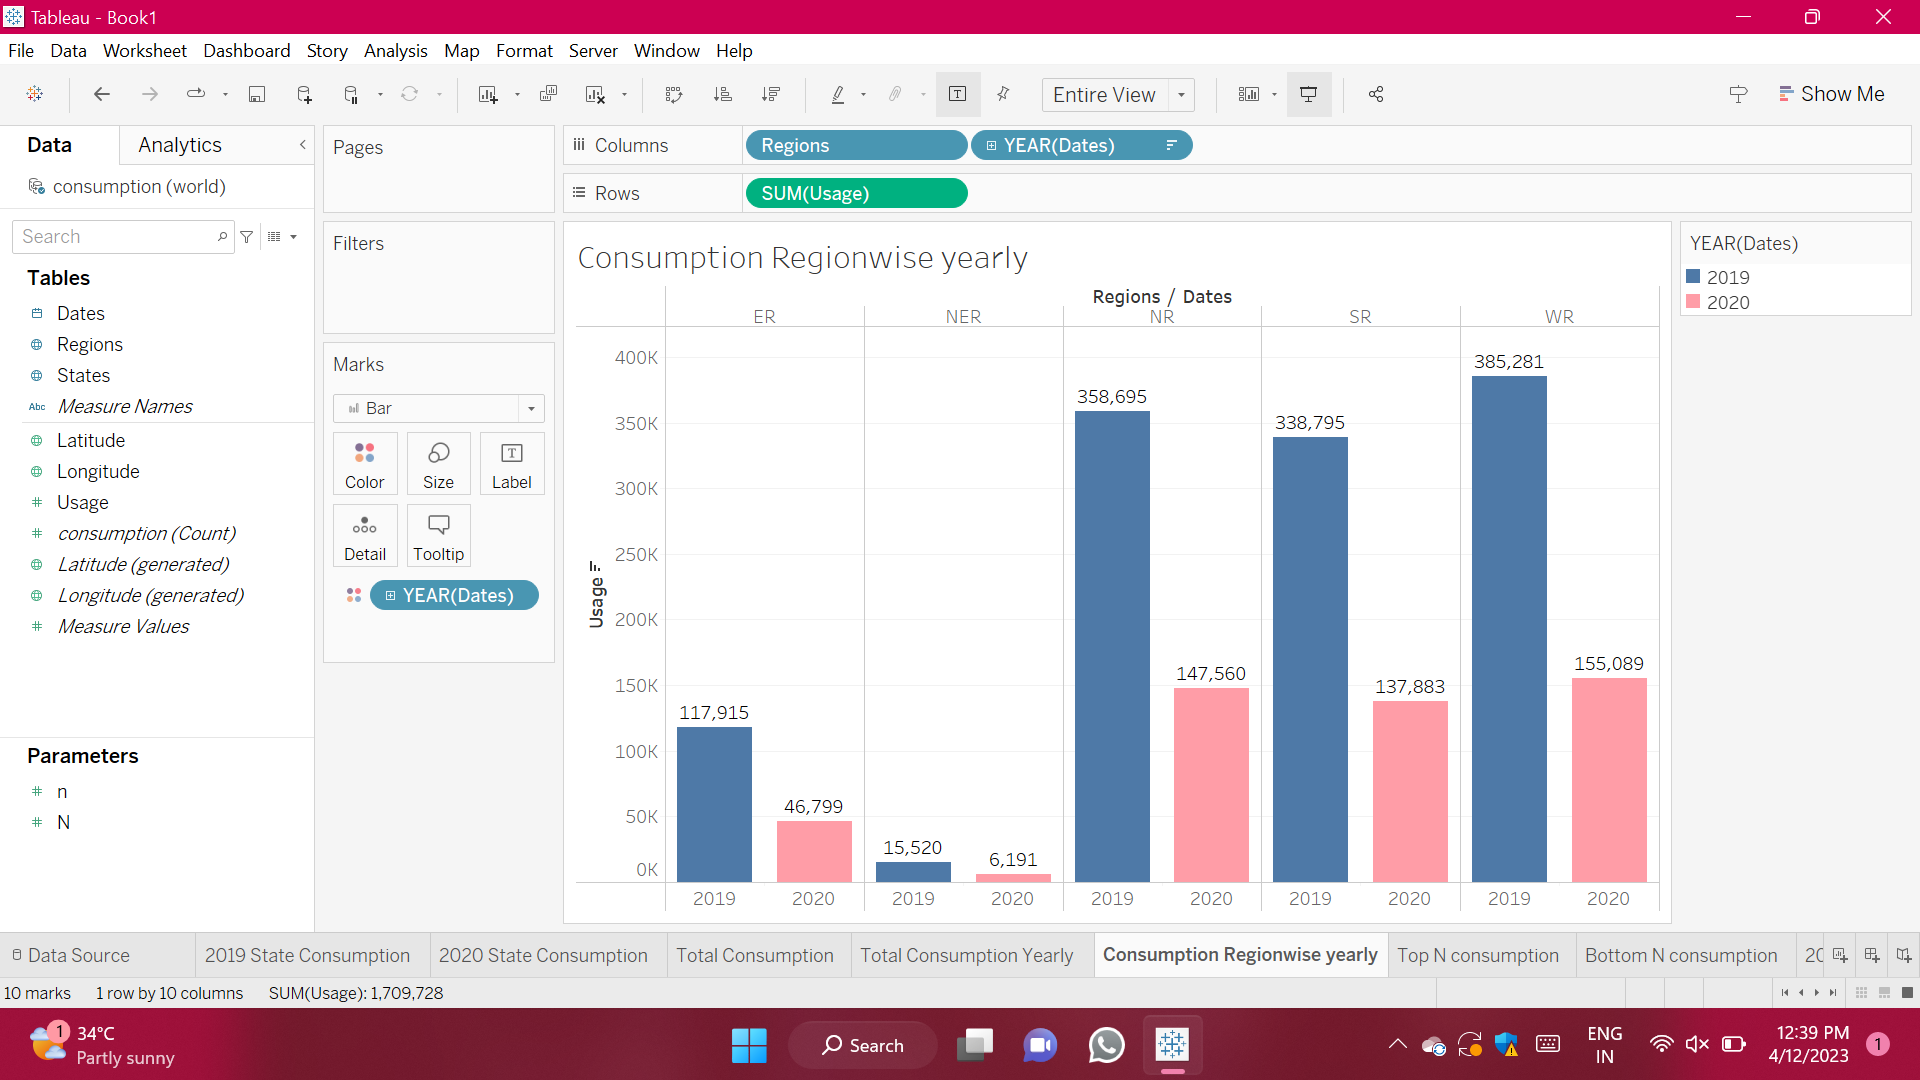 Tableau - Book1
File Data Worksheet Dashboard Story Analysis Map Format Server Window Help
Entire View
Show Me
Data Analytics
consumption (world)
Search
Tables
Dates
Regions
States
Abc Measure Names
Latitude
Longitude
Usage
consumption (Count)
Latitude (generated)
Longitude (generated)
Measure Values
Parameters
n
N
Pages
Filters
Marks
Bar
Color Size Label
T
Detail Tooltip
YEAR(Dates)
Columns Regions YEAR(Dates)
Rows SUM(Usage)
Consumption Regionwise yearly
Regions / Dates
ER NER NR SR WR
Usage
400K
350K
300K
250K
200K
150K
100K
50K
0K
117,915
46,799
15,520
6,191
358,695
147,560
338,795
137,883
385,281
155,089
2019 2020 2019 2020 2019 2020 2019 2020 2019 2020
YEAR(Dates)
2019
2020
Data Source 2019 State Consumption 2020 State Consumption Total Consumption Total Consumption Yearly Consumption Regionwise yearly Top N consumption Bottom N consumption 20
10 marks 1 row by 10 columns SUM(Usage): 1,709,728
1
34°C
Partly sunny
Search
ENG
IN
12:39 PM
4/12/2023
1